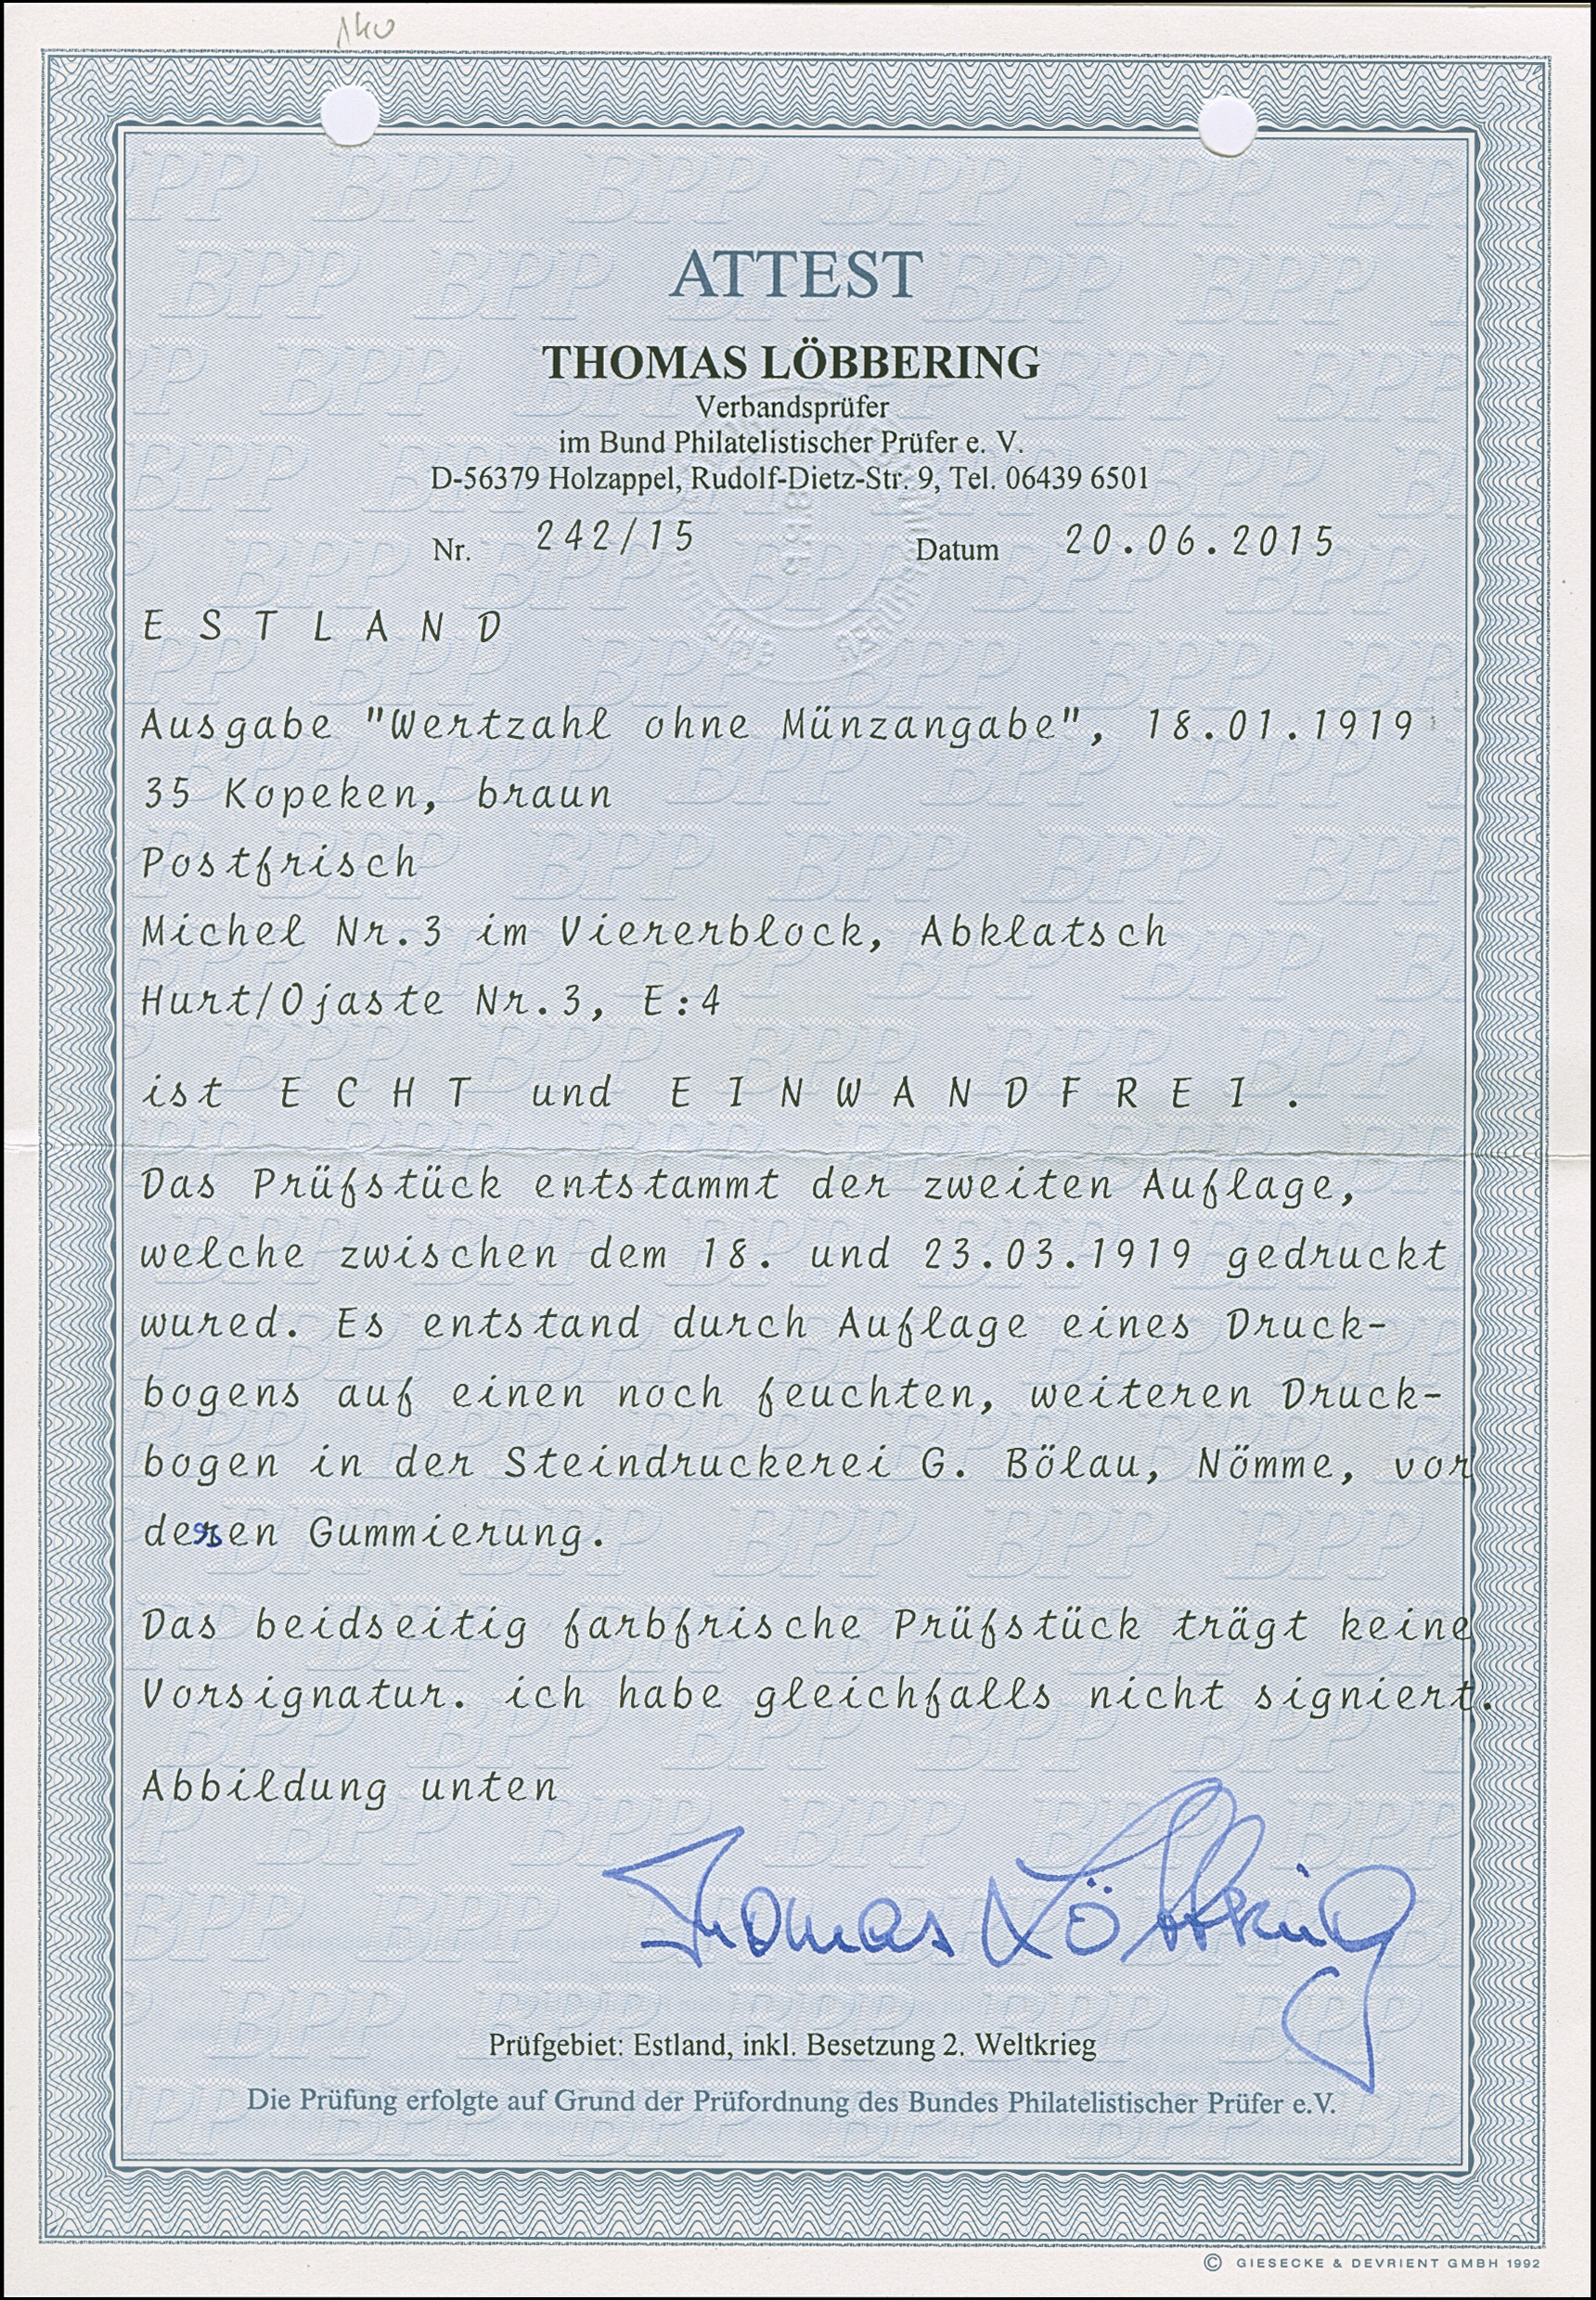 ATTEST
THOMAS LÖBBERING
Verbandsprüfer
im Bund Philatelistischer Prüfer e. V.
D-56379 Holzappel, Rudolf-Dietz-Str. 9, Tel. 06439 6501
Nr. 242/15 Datum 20.06.2015
E S T L A N D
Ausgabe "Wertzahl ohne Münzangabe", 18.01.1919
35 Kopeken, braun
Postfrisch
Michel Nr.3 im Viererblock, Abklatsch
Hurt/Ojaste Nr.3, E:4
ist E C H T und E I N W A N D F R E I .
Das Prüfstück entstammt der zweiten Auflage,
welche zwischen dem 18. und 23.03.1919 gedruckt
wured. Es entstand durch Auflage eines Druck-
bogens auf einen noch feuchten, weiteren Druck-
bogen in der Steindruckerei G. Bölau, Nömme, vor
dessen Gummierung.
Das beidseitig farbfrische Prüfstück trägt keine
Vorsignatur. ich habe gleichfalls nicht signiert.
Abbildung unten
Thomas Löbbering
Prüfgebiet: Estland, inkl. Besetzung 2. Weltkrieg
Die Prüfung erfolgte auf Grund der Prüfordnung des Bundes Philatelistischer Prüfer e.V.
© GIESECKE & DEVRIENT GMBH 1992